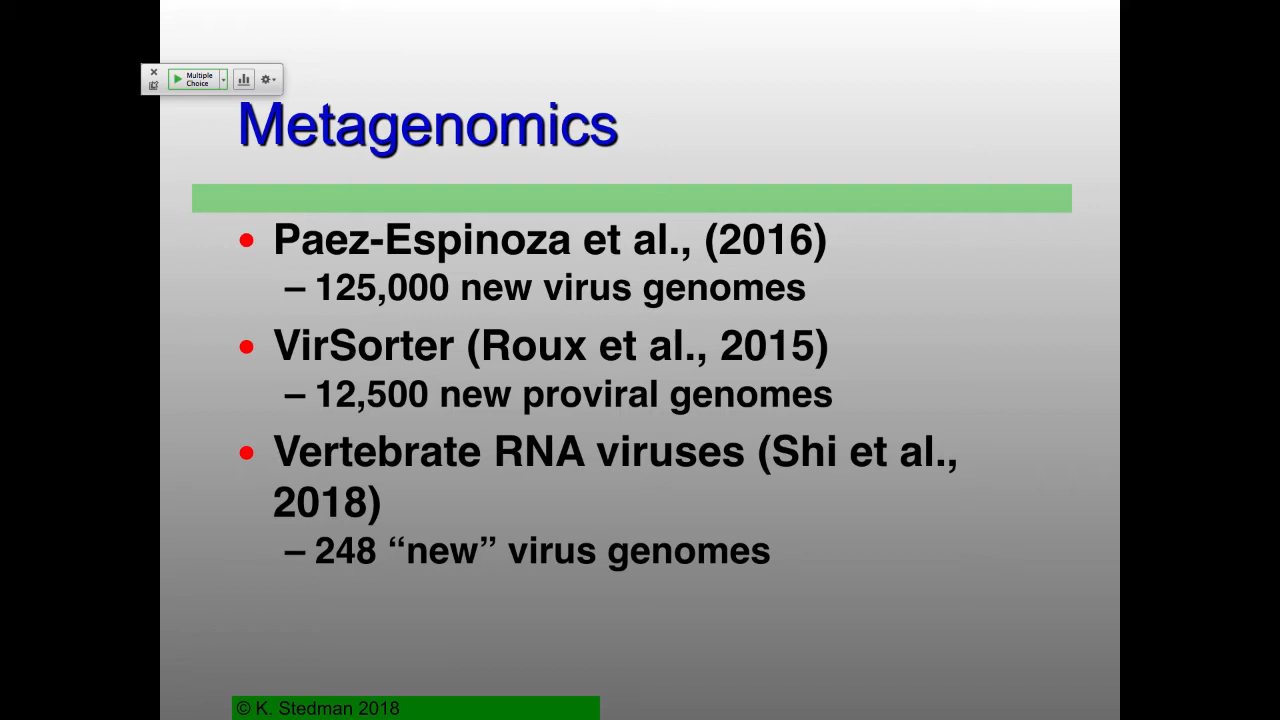 Multiple
Choice
Metagenomics
• Paez-Espinoza et al., (2016)
– 125,000 new virus genomes
• VirSorter (Roux et al., 2015)
– 12,500 new proviral genomes
• Vertebrate RNA viruses (Shi et al.,
2018)
– 248 “new” virus genomes
© K. Stedman 2018